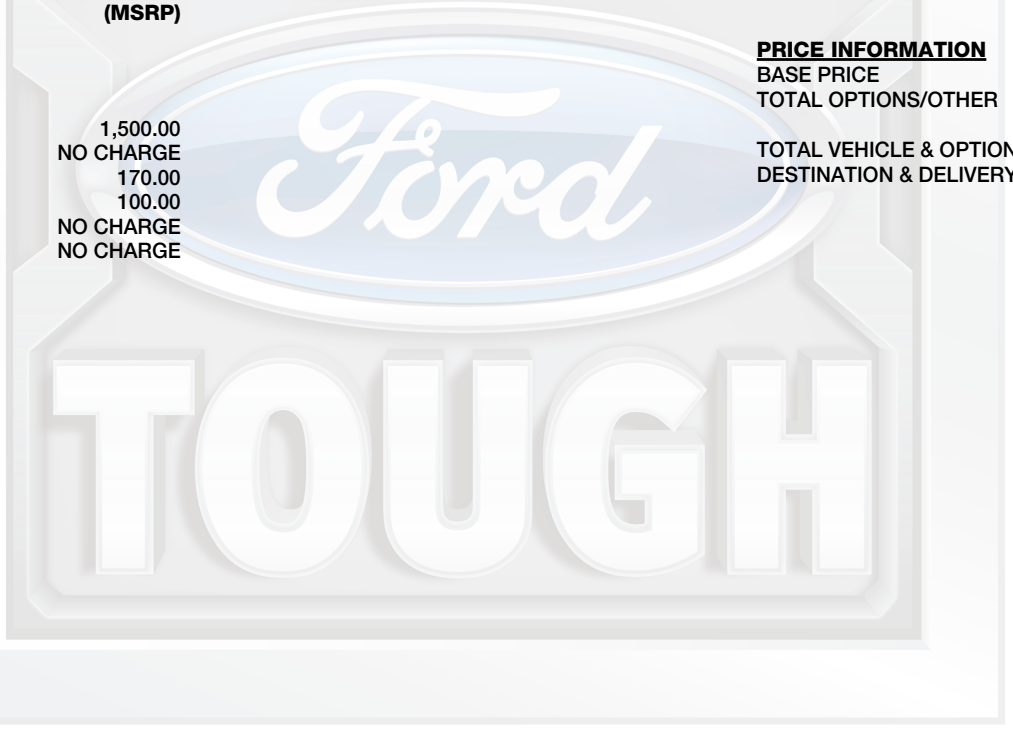 (MSRP)
1,500.00
NO CHARGE
170.00
100.00
NO CHARGE
NO CHARGE
PRICE INFORMATION
BASE PRICE
TOTAL OPTIONS/OTHER
TOTAL VEHICLE & OPTION
DESTINATION & DELIVERY
Ford
TOUGH